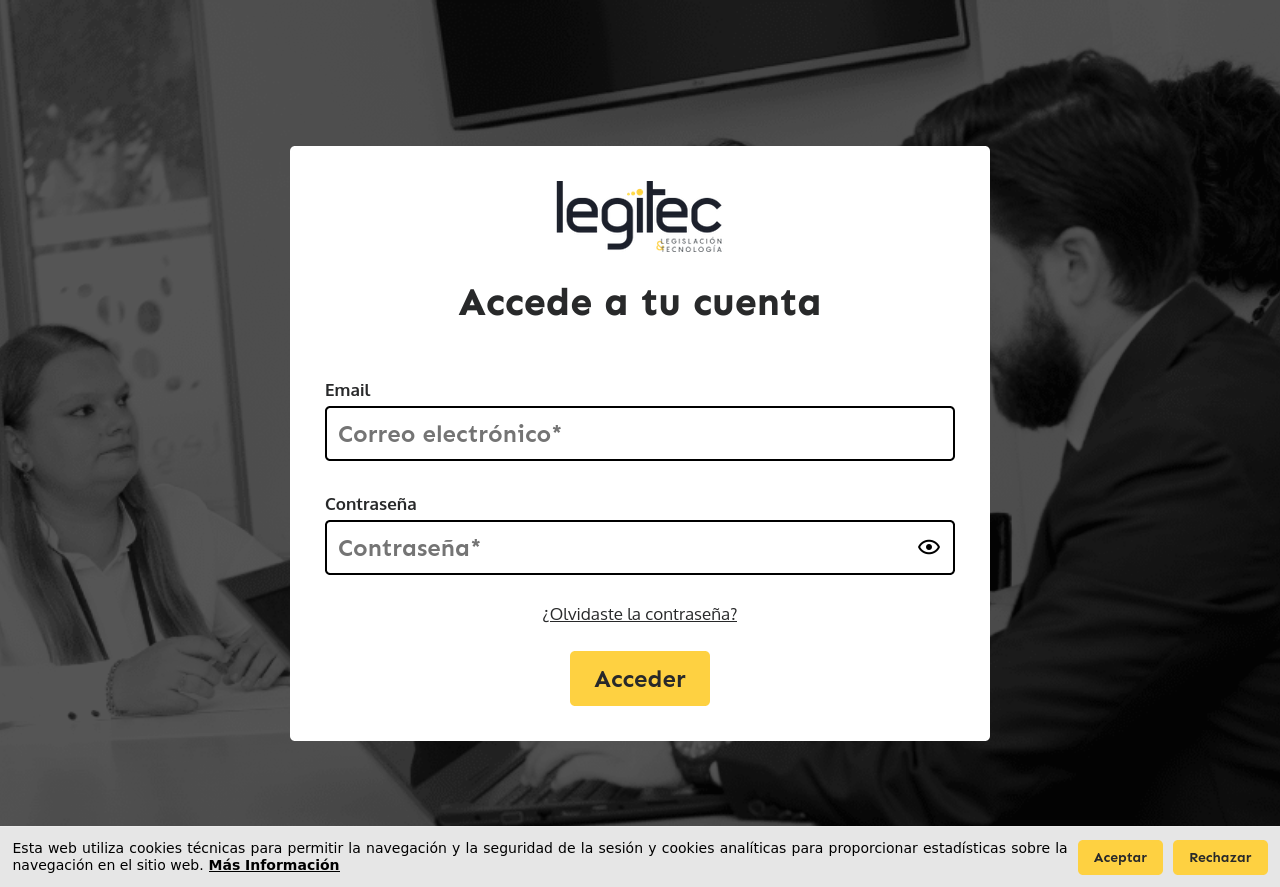 legitec
LEGISLACIÓN
& TECNOLOGÍA
Accede a tu cuenta
Email
Correo electrónico*
Contraseña
Contraseña*
¿Olvidaste la contraseña?
Acceder
Esta web utiliza cookies técnicas para permitir la navegación y la seguridad de la sesión y cookies analíticas para proporcionar estadísticas sobre la
navegación en el sitio web. Más Información
Aceptar
Rechazar